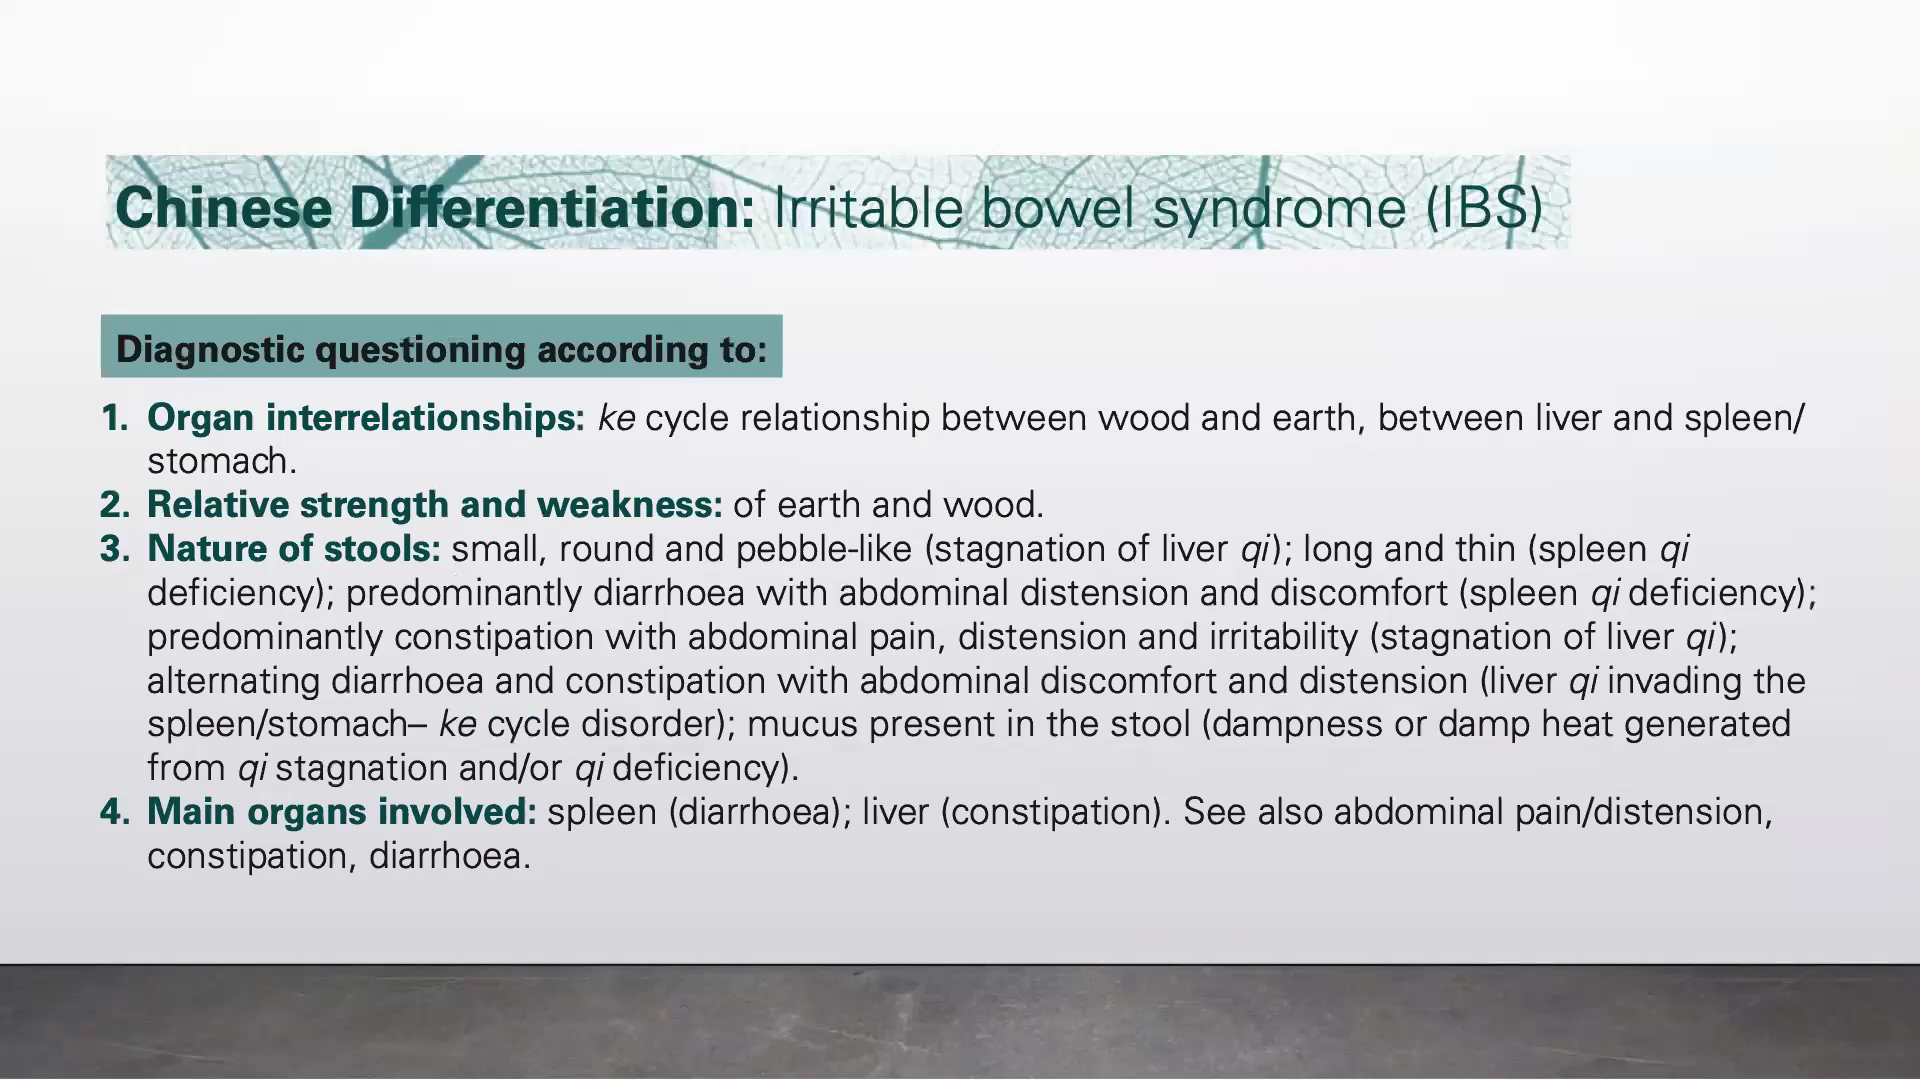 Chinese Differentiation: Irritable bowel syndrome (IBS)
Diagnostic questioning according to:
1. Organ interrelationships: ke cycle relationship between wood and earth, between liver and spleen/
stomach.
2. Relative strength and weakness: of earth and wood.
3. Nature of stools: small, round and pebble-like (stagnation of liver qi); long and thin (spleen qi
deficiency); predominantly diarrhoea with abdominal distension and discomfort (spleen qi deficiency);
predominantly constipation with abdominal pain, distension and irritability (stagnation of liver qi);
alternating diarrhoea and constipation with abdominal discomfort and distension (liver qi invading the
spleen/stomach– ke cycle disorder); mucus present in the stool (dampness or damp heat generated
from qi stagnation and/or qi deficiency).
4. Main organs involved: spleen (diarrhoea); liver (constipation). See also abdominal pain/distension,
constipation, diarrhoea.